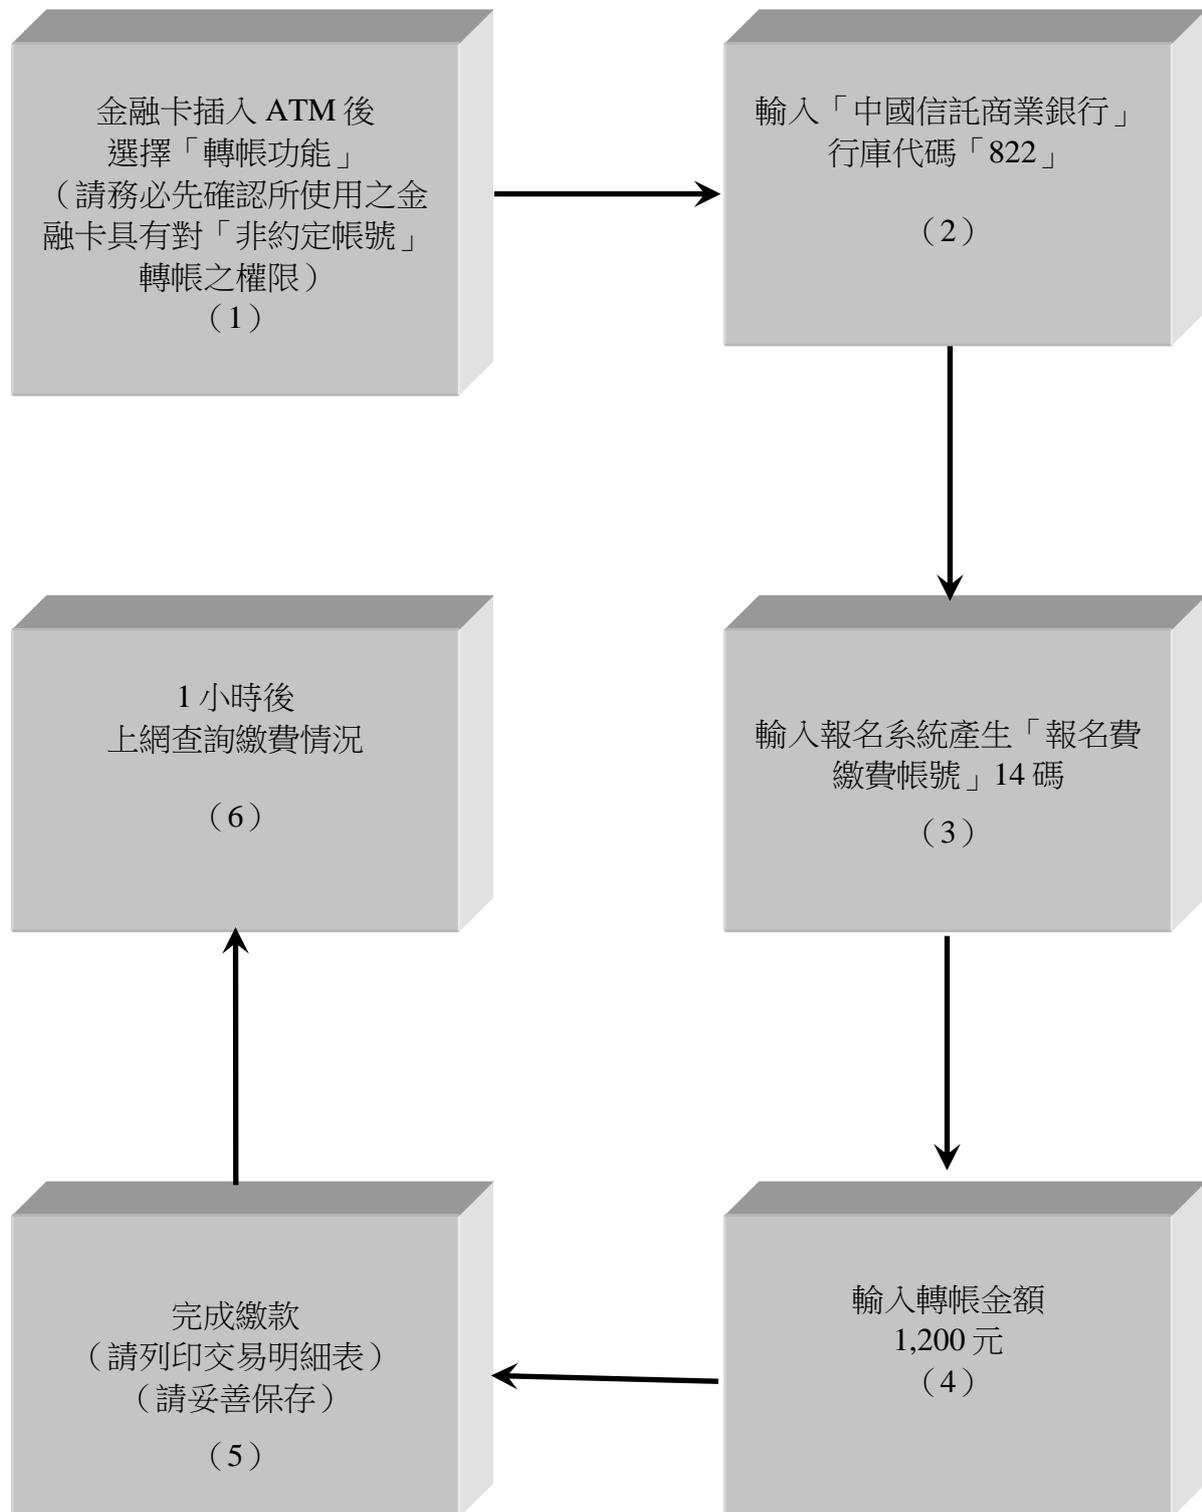 金融卡插入 ATM 後
選擇「轉帳功能」
（請務必先確認所使用之金
融卡具有對「非約定帳號」
轉帳之權限）
（1）
輸入「中國信託商業銀行」
行庫代碼「822」
（2）
輸入報名系統產生「報名費
繳費帳號」14 碼
（3）
輸入轉帳金額
1,200 元
（4）
完成繳款
（請列印交易明細表）
（請妥善保存）
（5）
1 小時後
上網查詢繳費情況
（6）